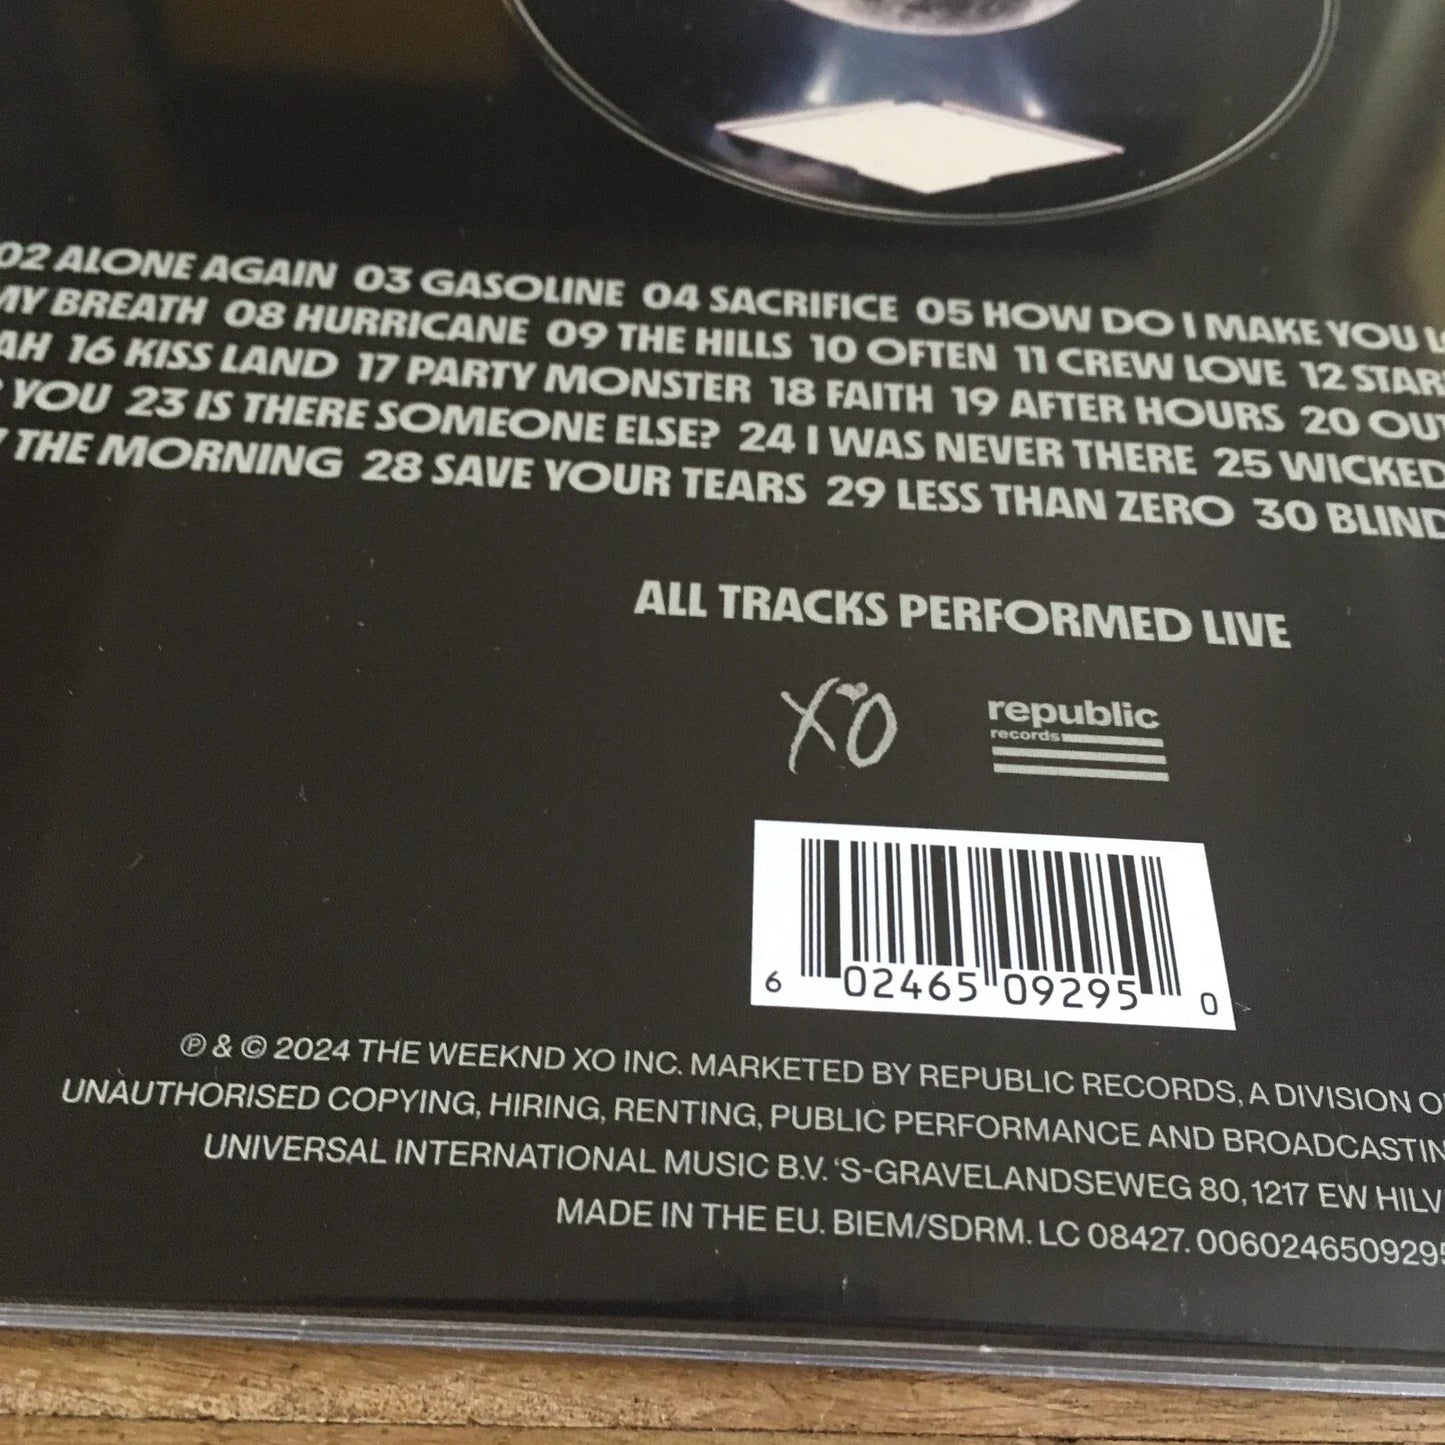 02 ALONE AGAIN 03 GASOLINE 04 SACRIFICE 05 HOW DO I MAKE YOU
MY BREATH 08 HURRICANE 09 THE HILLS 10 OFTEN 11 CREW LOVE 12
16 KISS LAND 17 PARTY MONSTER 18 FAITH 19 AFTER HOURS 20
YOU 23 IS THERE SOMEONE ELSE? 24 I WAS NEVER THERE 25 WICKED
THE MORNING 28 SAVE YOUR TEARS 29 LESS THAN ZERO 30
ALL TRACKS PERFORMED LIVE
XO
republic
records
6 02465 09295 0
℗ & © 2024 THE WEEKND XO INC. MARKETED BY REPUBLIC RECORDS, A DIVISION
UNAUTHORISED COPYING, HIRING, RENTING, PUBLIC PERFORMANCE AND
UNIVERSAL INTERNATIONAL MUSIC B.V. 'S-GRAVELANDSEWEG 80, 1217 EW
MADE IN THE EU. BIEM/SDRM. LC 08427.